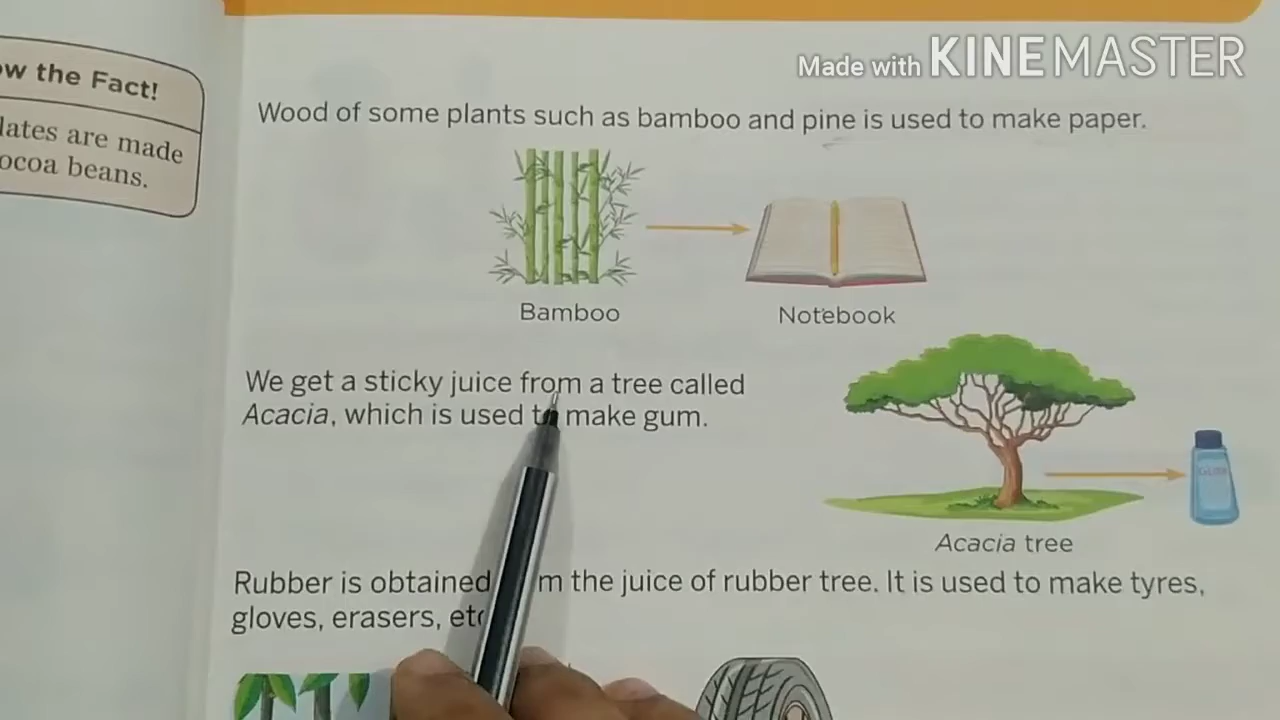 Made with KINEMASTER
ow the Fact!
lates are made
ocoa beans.
Wood of some plants such as bamboo and pine is used to make paper.
Bamboo
Notebook
We get a sticky juice from a tree called
Acacia, which is used to make gum.
GUM
Acacia tree
Rubber is obtained m the juice of rubber tree. It is used to make tyres,
gloves, erasers, etc